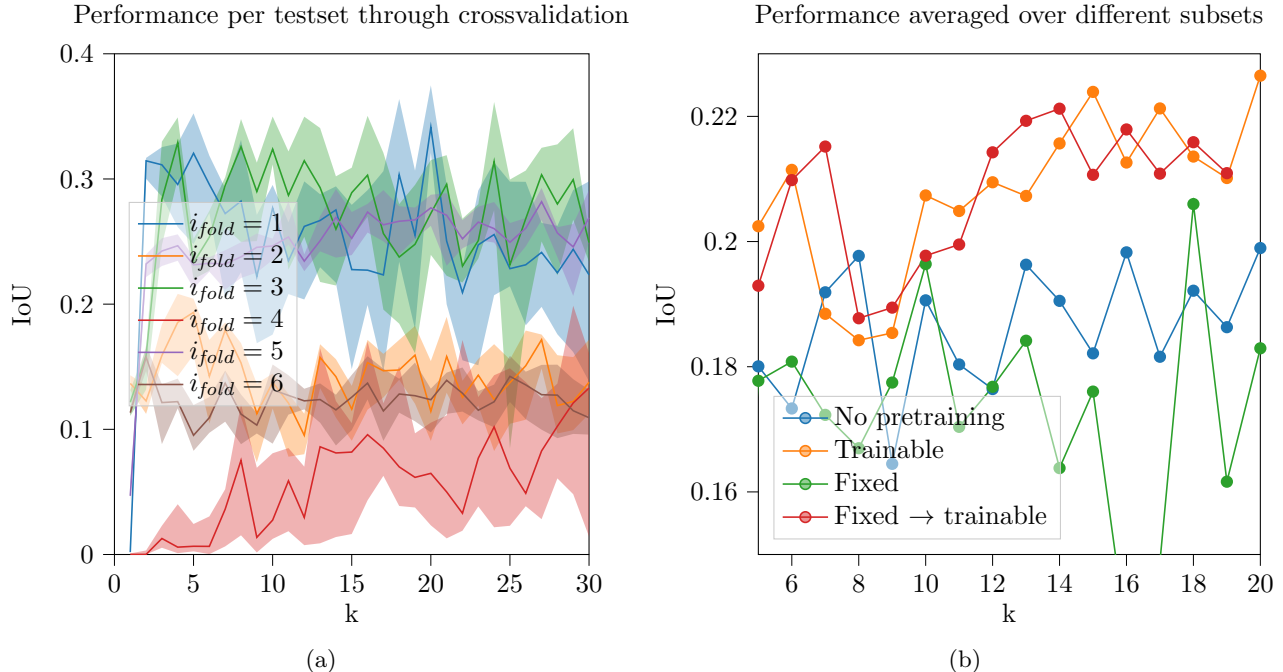 Performance per testset through crossvalidation
0.4
0.3
0.2
0.1
0
IoU
i_fold = 1
i_fold = 2
i_fold = 3
i_fold = 4
i_fold = 5
i_fold = 6
0 5 10 15 20 25 30
k
(a)
Performance averaged over different subsets
0.22
0.2
0.18
0.16
IoU
No pretraining
Trainable
Fixed
Fixed → trainable
6 8 10 12 14 16 18 20
k
(b)